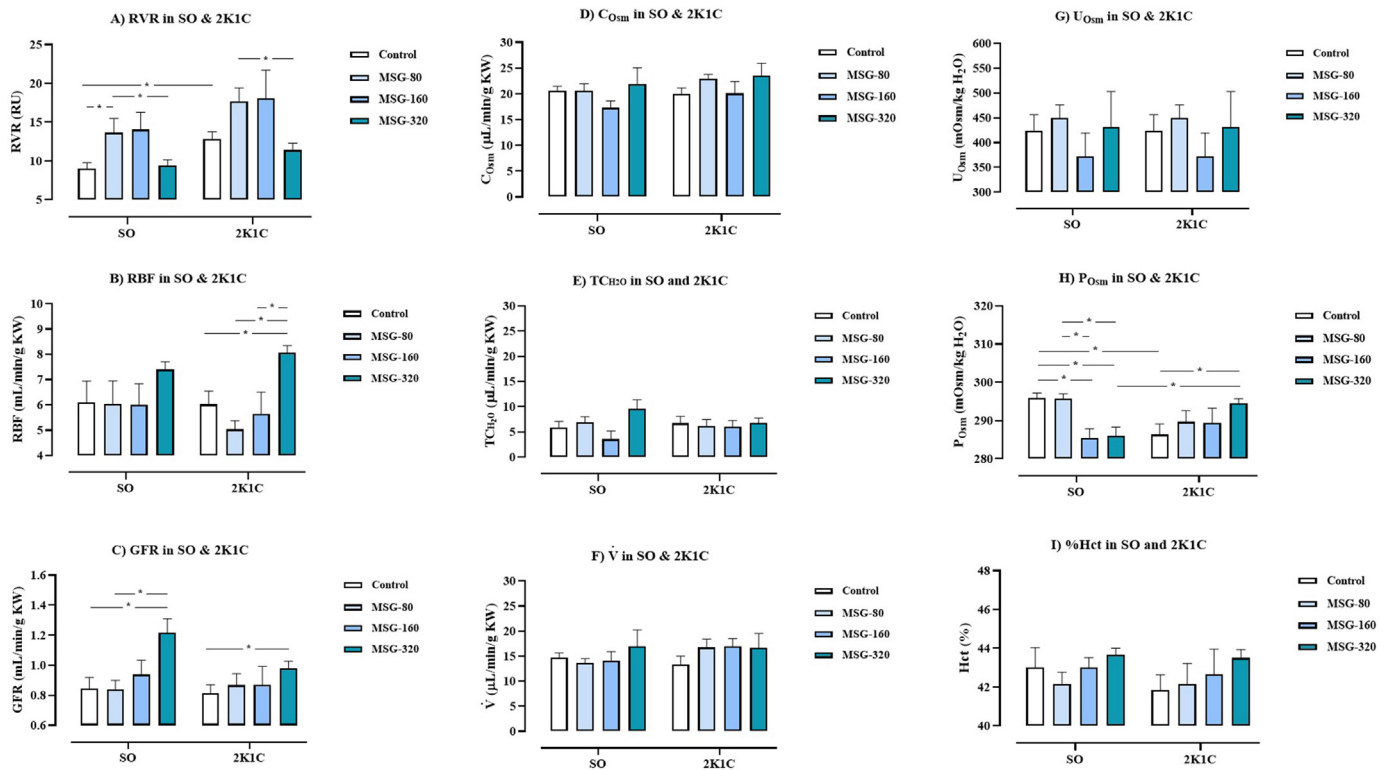 A) RVR in SO & 2K1C
RVR (RU)
25
20
15
10
5
* * * *
SO 2K1C
Control
MSG-80
MSG-160
MSG-320
B) RBF in SO & 2K1C
RBF (mL/min/g KW)
10
9
8
7
6
5
4
* * *
SO 2K1C
Control
MSG-80
MSG-160
MSG-320
C) GFR in SO & 2K1C
GFR (mL/min/g KW)
1.6
1.4
1.2
1.0
0.8
0.6
* * *
SO 2K1C
Control
MSG-80
MSG-160
MSG-320
D) COsm in SO & 2K1C
COsm (µL/min/g KW)
30
25
20
15
10
5
0
SO 2K1C
Control
MSG-80
MSG-160
MSG-320
E) TCH2O in SO and 2K1C
TCH2O (µL/min/g KW)
30
25
20
15
10
5
0
SO 2K1C
Control
MSG-80
MSG-160
MSG-320
F) V̇ in SO & 2K1C
V̇ (µL/min/g KW)
30
25
20
15
10
5
0
SO 2K1C
Control
MSG-80
MSG-160
MSG-320
G) UOsm in SO & 2K1C
UOsm (mOsm/kg H2O)
600
550
500
450
400
350
300
SO 2K1C
Control
MSG-80
MSG-160
MSG-320
H) POsm in SO & 2K1C
POsm (mOsm/kg H2O)
320
310
300
290
280
* * * * * * *
SO 2K1C
Control
MSG-80
MSG-160
MSG-320
I) %Hct in SO and 2K1C
Hct (%)
48
46
44
42
40
SO 2K1C
Control
MSG-80
MSG-160
MSG-320